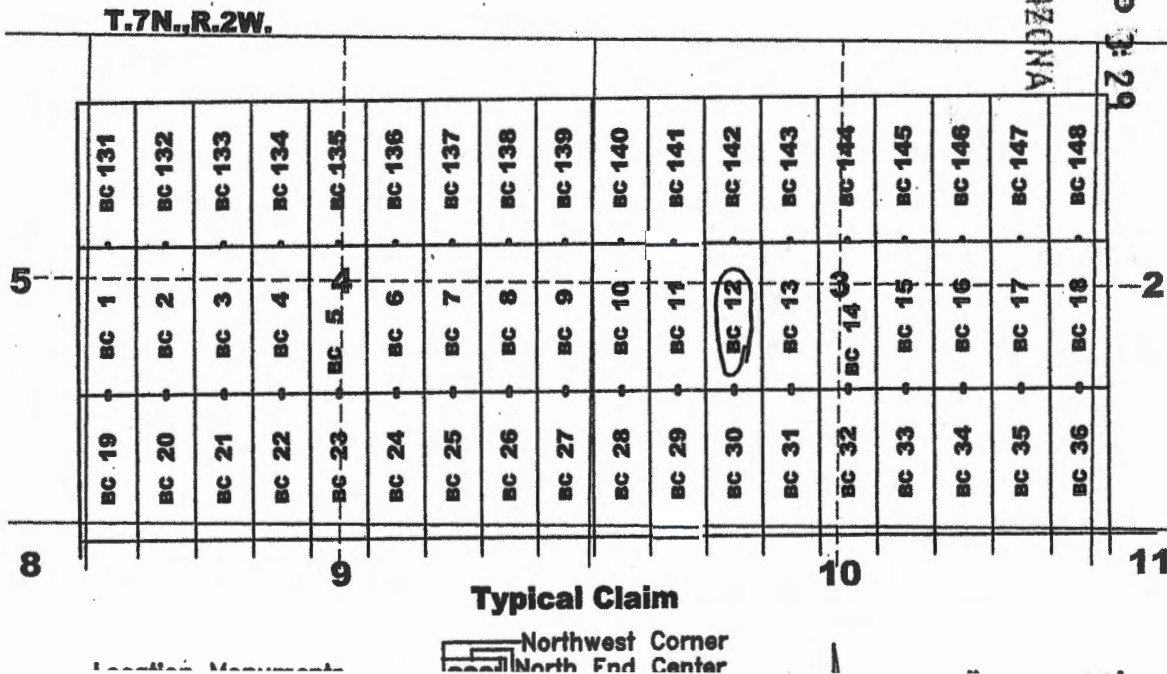 T.7N.,R.2W.
ZONA
3:2
BC 131 BC 132 BC 133 BC 134 BC 135 BC 136 BC 137 BC 138 BC 139 BC 140 BC 141 BC 142 BC 143 BC 144 BC 145 BC 146 BC 147 BC 148
5 4 3 2
BC 1 BC 2 BC 3 BC 4 BC 5 BC 6 BC 7 BC 8 BC 9 BC 10 BC 11 BC 12 BC 13 BC 14 BC 15 BC 16 BC 17 BC 18
BC 19 BC 20 BC 21 BC 22 BC 23 BC 24 BC 25 BC 26 BC 27 BC 28 BC 29 BC 30 BC 31 BC 32 BC 33 BC 34 BC 35 BC 36
8 9 10 11
Typical Claim
Northwest Corner
Location Monuments
North End Center